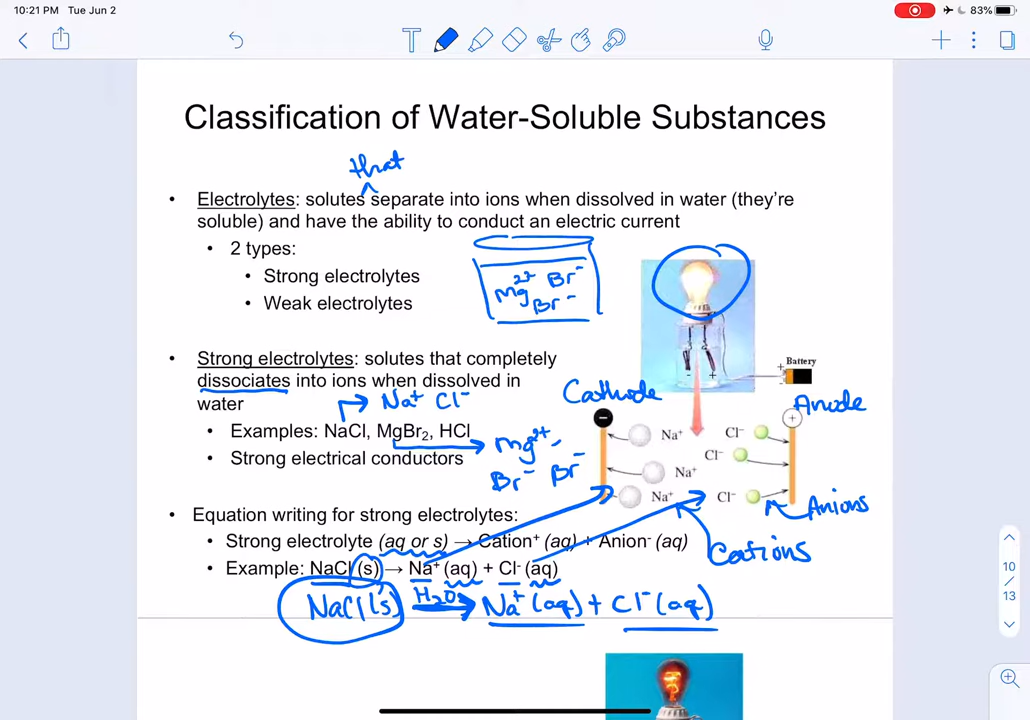 10:21 PM Tue Jun 2
83%
Classification of Water-Soluble Substances
that
• Electrolytes: solutes separate into ions when dissolved in water (they're
soluble) and have the ability to conduct an electric current
• 2 types:
• Strong electrolytes
• Weak electrolytes
Mg²⁺ Br⁻
Br⁻
Battery
• Strong electrolytes: solutes that completely
dissociates into ions when dissolved in
water
Na⁺ Cl⁻
• Examples: NaCl, MgBr₂, HCl
Mg²⁺
Br⁻ Br⁻
• Strong electrical conductors
Cathode
Anode
Na⁺ Cl⁻
Cl⁻
Na⁺
Na⁺ Cl⁻
Anions
Cations
• Equation writing for strong electrolytes:
• Strong electrolyte (aq or s) → Cation⁺ (aq) + Anion⁻ (aq)
• Example: NaCl (s) → Na⁺ (aq) + Cl⁻ (aq)
NaCl(s) H₂O → Na⁺(aq) + Cl⁻(aq)
10
/
13